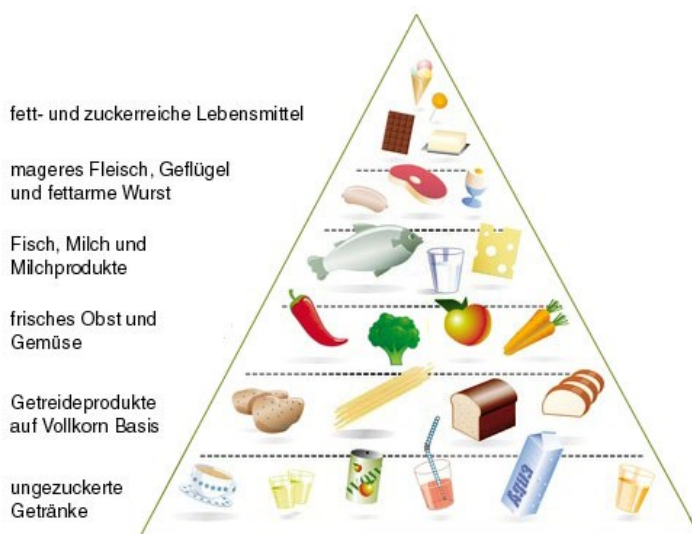 fett- und zuckerreiche Lebensmittel
mageres Fleisch, Geflügel
und fettarme Wurst
Fisch, Milch und
Milchprodukte
frisches Obst und
Gemüse
Getreideprodukte
auf Vollkorn Basis
ungezuckerte
Getränke